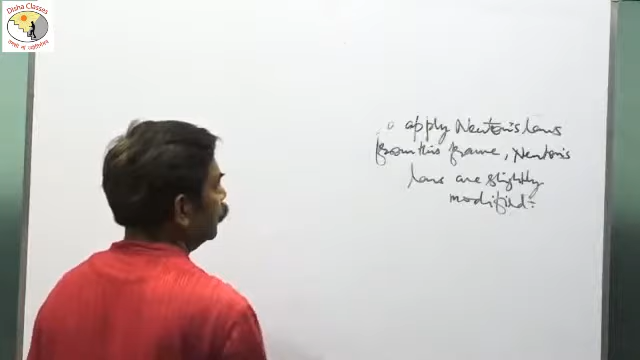 Disha Classes
apply Newton's laws
from this frame, Newton's
laws are slightly
modified: